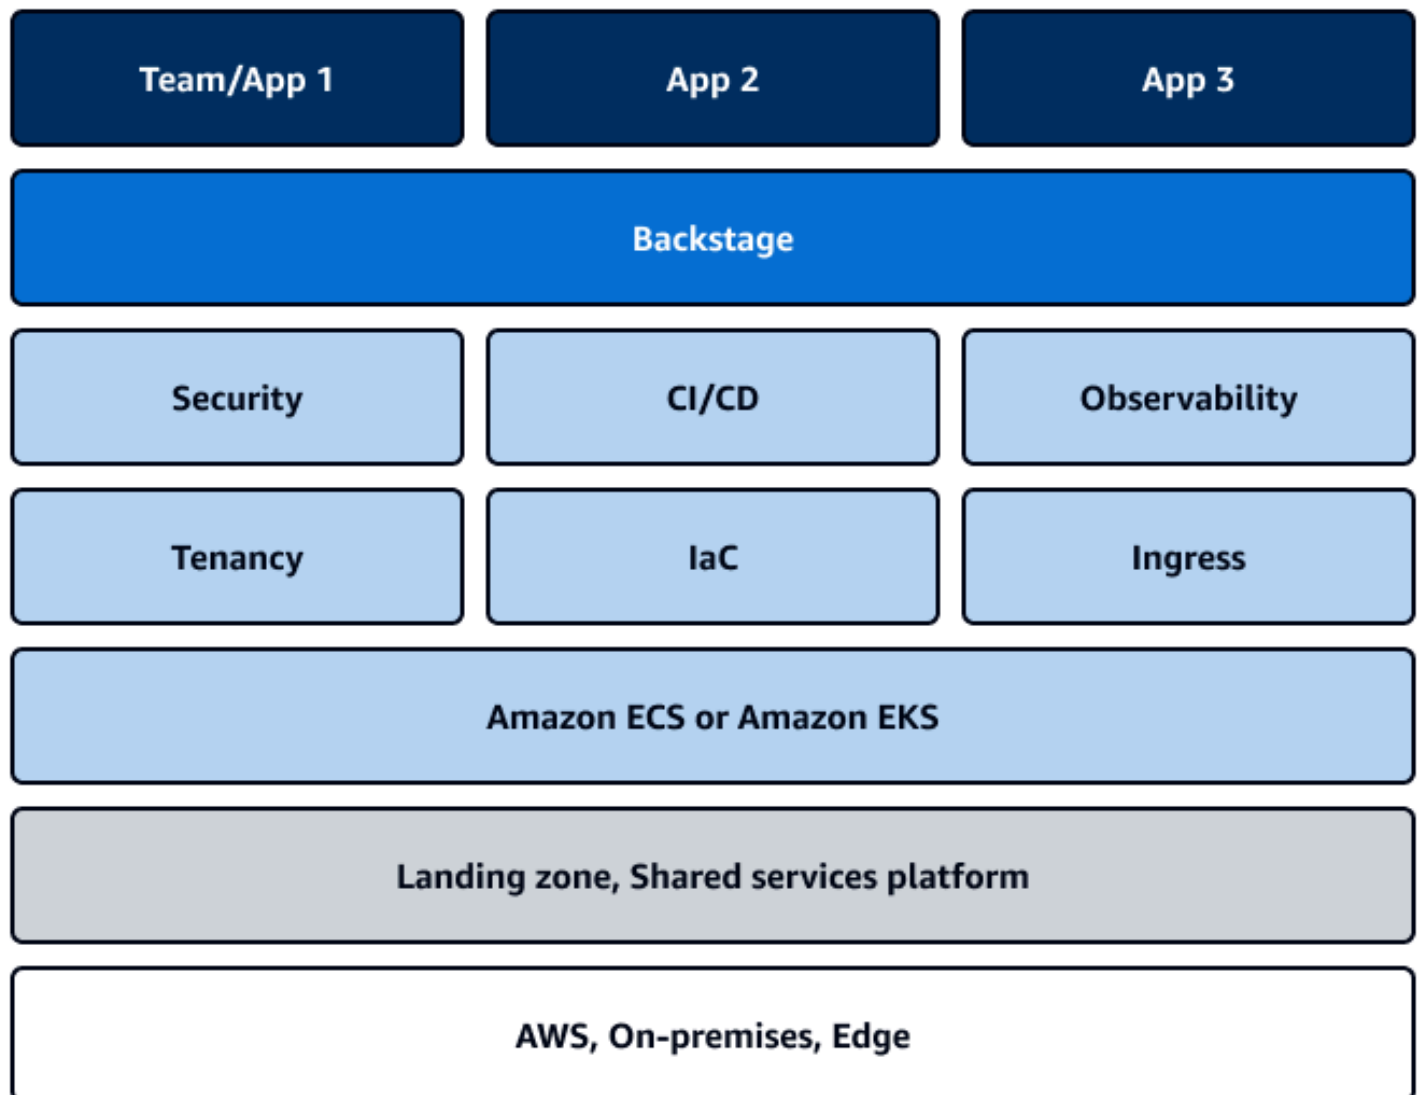 Team/App 1
App 2
App 3
Backstage
Security
CI/CD
Observability
Tenancy
IaC
Ingress
Amazon ECS or Amazon EKS
Landing zone, Shared services platform
AWS, On-premises, Edge